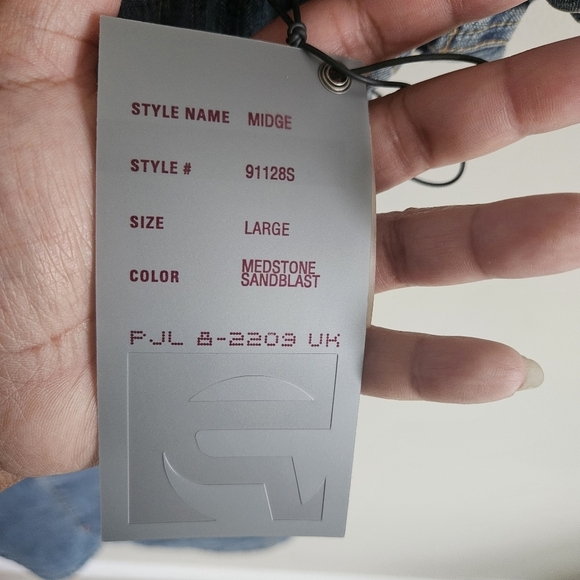 STYLE NAME MIDGE
STYLE # 91128S
SIZE LARGE
COLOR MEDSTONE
SANDBLAST
PJL 8-2209 UK